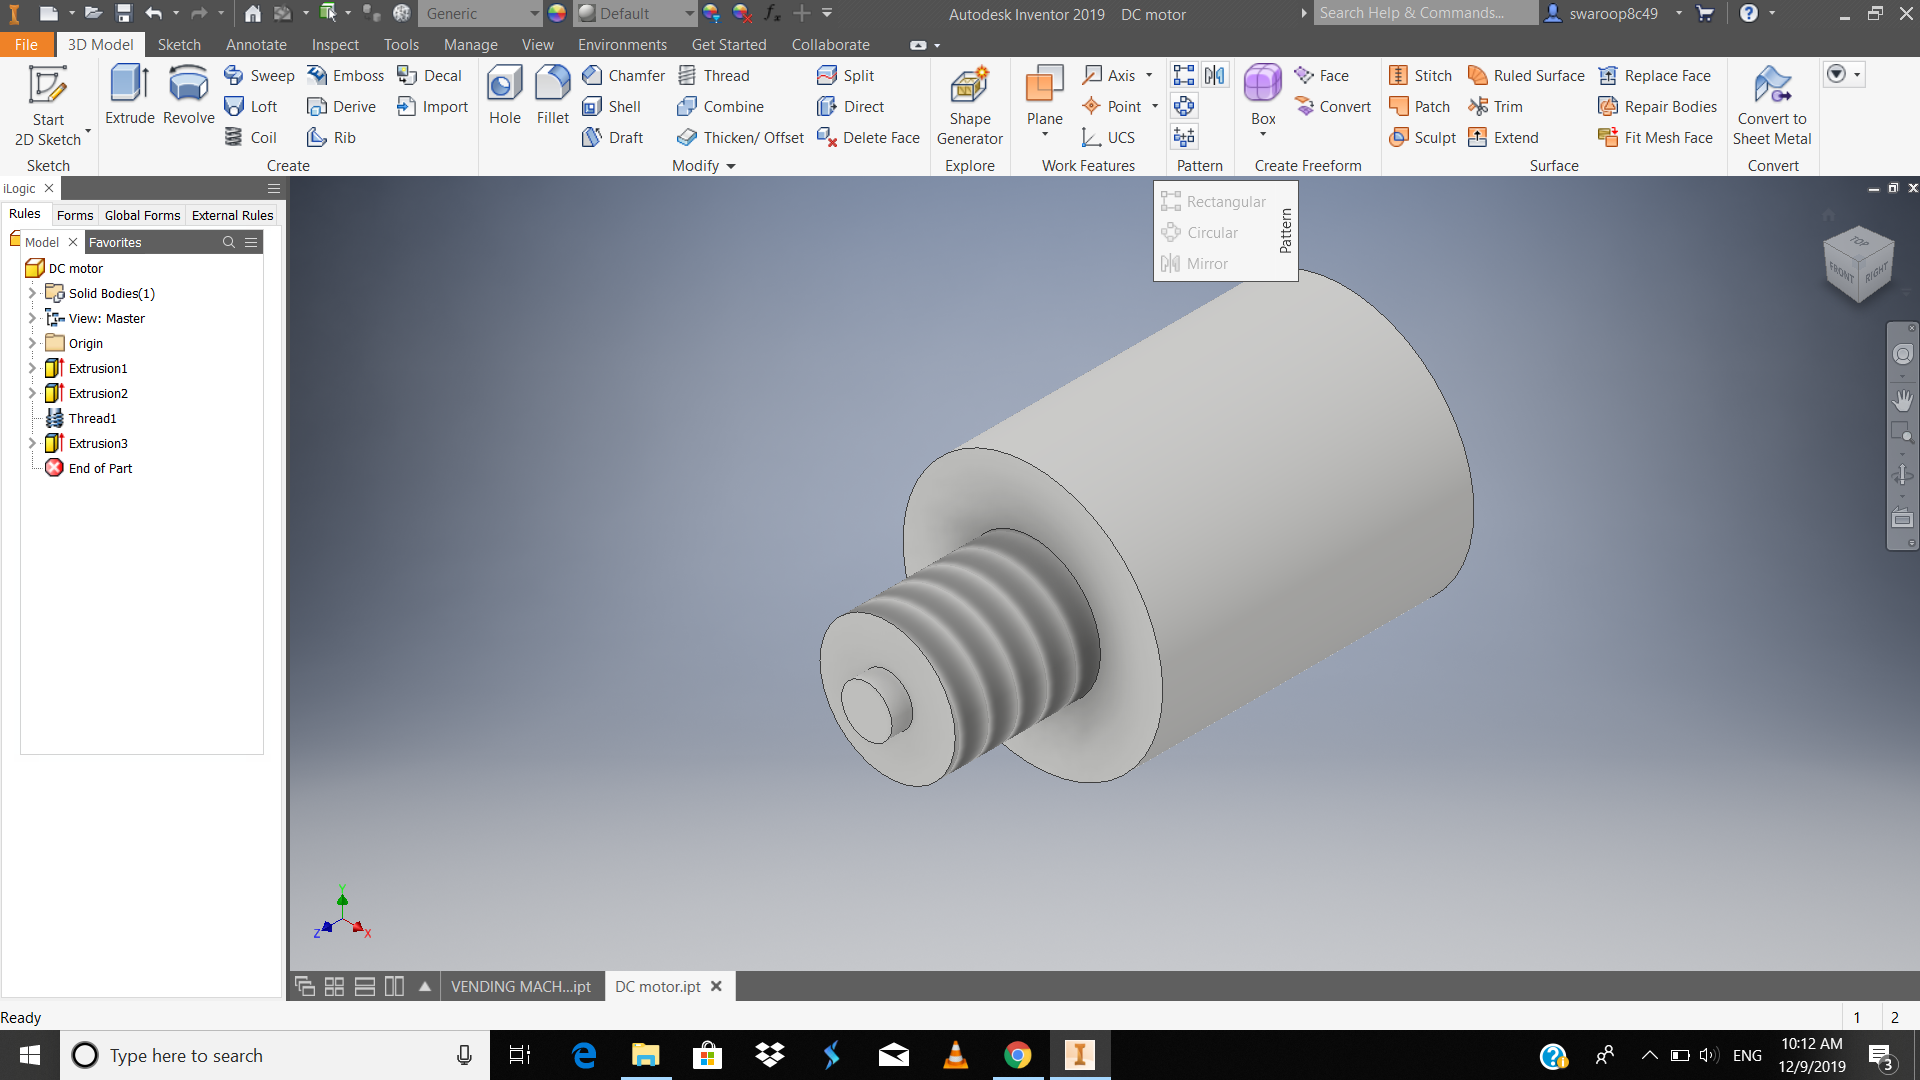 Generic
Default
Autodesk Inventor 2019 DC motor
Search Help & Commands...
swaroop8c49
File 3D Model Sketch Annotate Inspect Tools Manage View Environments Get Started Collaborate
Start
2D Sketch
Sketch
Extrude
Revolve
Sweep
Loft
Coil
Emboss
Derive
Rib
Decal
Import
Create
Hole
Fillet
Chamfer
Shell
Draft
Thread
Combine
Thicken/ Offset
Split
Direct
Delete Face
Modify
Shape
Generator
Explore
Plane
Axis
Point
UCS
Work Features
Pattern
Box
Face
Convert
Create Freeform
Stitch
Patch
Sculpt
Ruled Surface
Trim
Extend
Replace Face
Repair Bodies
Fit Mesh Face
Surface
Convert to
Sheet Metal
Convert
iLogic
Rules Forms Global Forms External Rules
Model Favorites
DC motor
Solid Bodies(1)
View: Master
Origin
Extrusion1
Extrusion2
Thread1
Extrusion3
End of Part
Rectangular
Circular
Mirror
Pattern
TOP
FRONT
RIGHT
Y
Z
X
VENDING MACH...ipt
DC motor.ipt
Ready
1 2
Type here to search
ENG
10:12 AM
12/9/2019
3